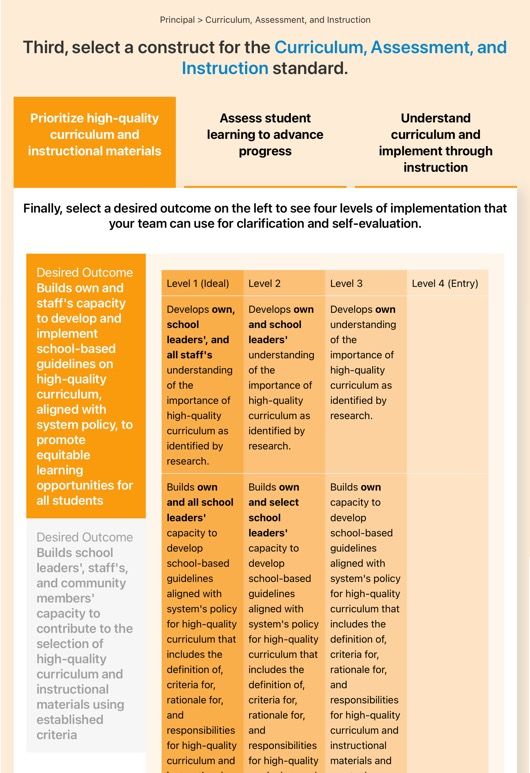 Principal > Curriculum, Assessment, and Instruction
Third, select a construct for the Curriculum, Assessment, and
Instruction standard.
Prioritize high-quality
curriculum and
instructional materials
Assess student
learning to advance
progress
Understand
curriculum and
implement through
instruction
Finally, select a desired outcome on the left to see four levels of implementation that
your team can use for clarification and self-evaluation.
Desired Outcome
Builds own and
staff's capacity
to develop and
implement
school-based
guidelines on
high-quality
curriculum,
aligned with
system policy, to
promote
equitable
learning
opportunities for
all students
Desired Outcome
Builds school
leaders', staff's,
and community
members'
capacity to
contribute to the
selection of
high-quality
curriculum and
instructional
materials using
established
criteria
Level 1 (Ideal)
Level 2
Level 3
Level 4 (Entry)
Develops own,
school
leaders', and
all staff's
understanding
of the
importance of
high-quality
curriculum as
identified by
research.
Develops own
and school
leaders'
understanding
of the
importance of
high-quality
curriculum as
identified by
research.
Develops own
understanding
of the
importance of
high-quality
curriculum as
identified by
research.
Builds own
and all school
leaders'
capacity to
develop
school-based
guidelines
aligned with
system's policy
for high-quality
curriculum that
includes the
definition of,
criteria for,
rationale for,
and
responsibilities
for high-quality
curriculum and
Builds own
and select
school
leaders'
capacity to
develop
school-based
guidelines
aligned with
system's policy
for high-quality
curriculum that
includes the
definition of,
criteria for,
rationale for,
and
responsibilities
for high-quality
Builds own
capacity to
develop
school-based
guidelines
aligned with
system's policy
for high-quality
curriculum that
includes the
definition of,
criteria for,
rationale for,
and
responsibilities
for high-quality
curriculum and
instructional
materials and